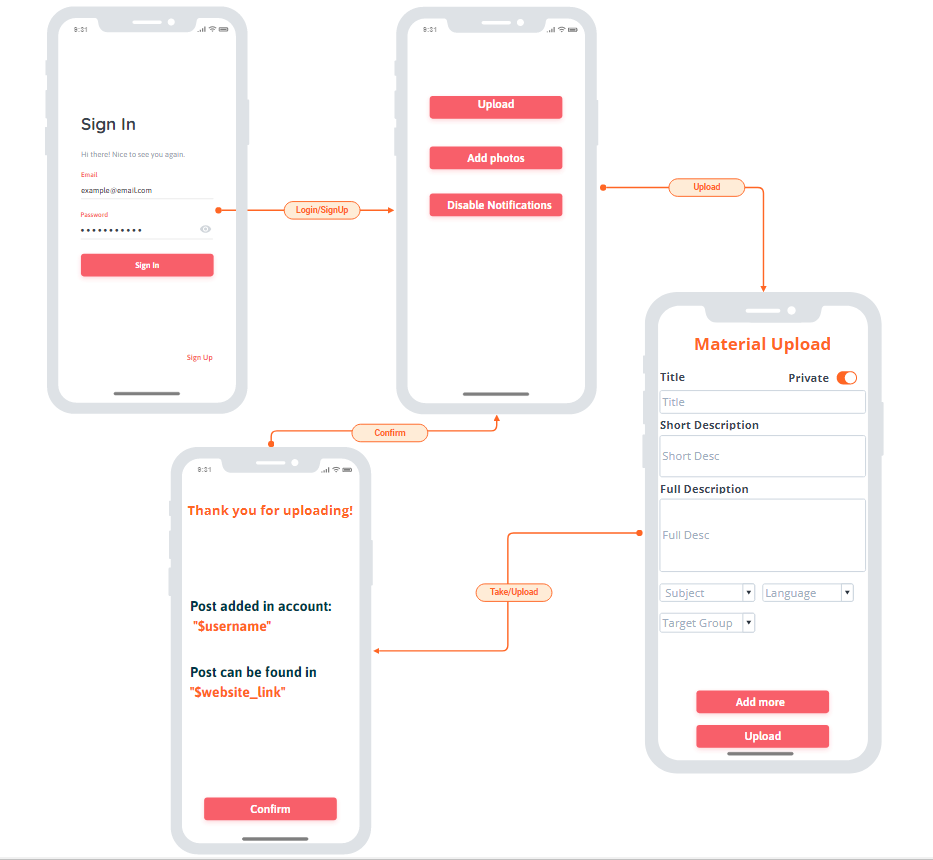 9:31
Sign In
Hi there! Nice to see you again.
Email
example@email.com
Password
Sign In
Sign Up
Login/SignUp
9:31
Upload
Add photos
Disable Notifications
Upload
Material Upload
Title
Private
Title
Short Description
Short Desc
Full Description
Full Desc
Subject
Language
Target Group
Add more
Upload
Take/Upload
9:31
Thank you for uploading!
Post added in account:
"$username"
Post can be found in
"$website_link"
Confirm
Confirm